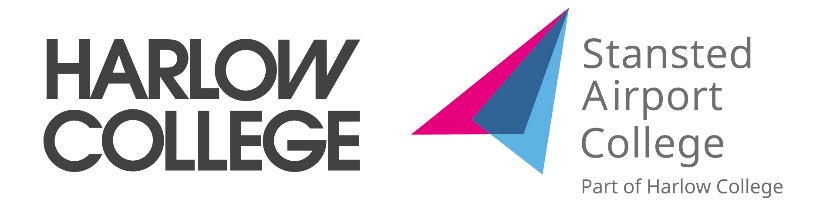 HARLOW
COLLEGE
Stansted
Airport
College
Part of Harlow College